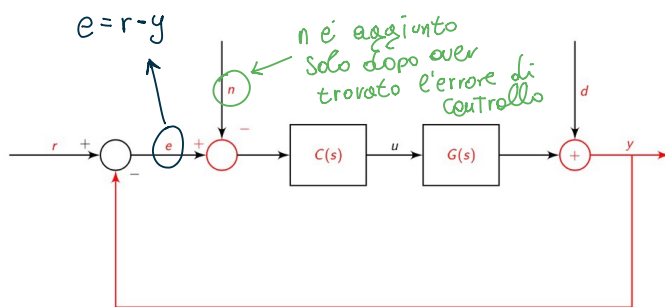 e = r - y
n è aggiunto
solo dopo aver
trovato l'errore di
controllo
n
d
-
r
+
e
+
C(s)
u
G(s)
+
y
-